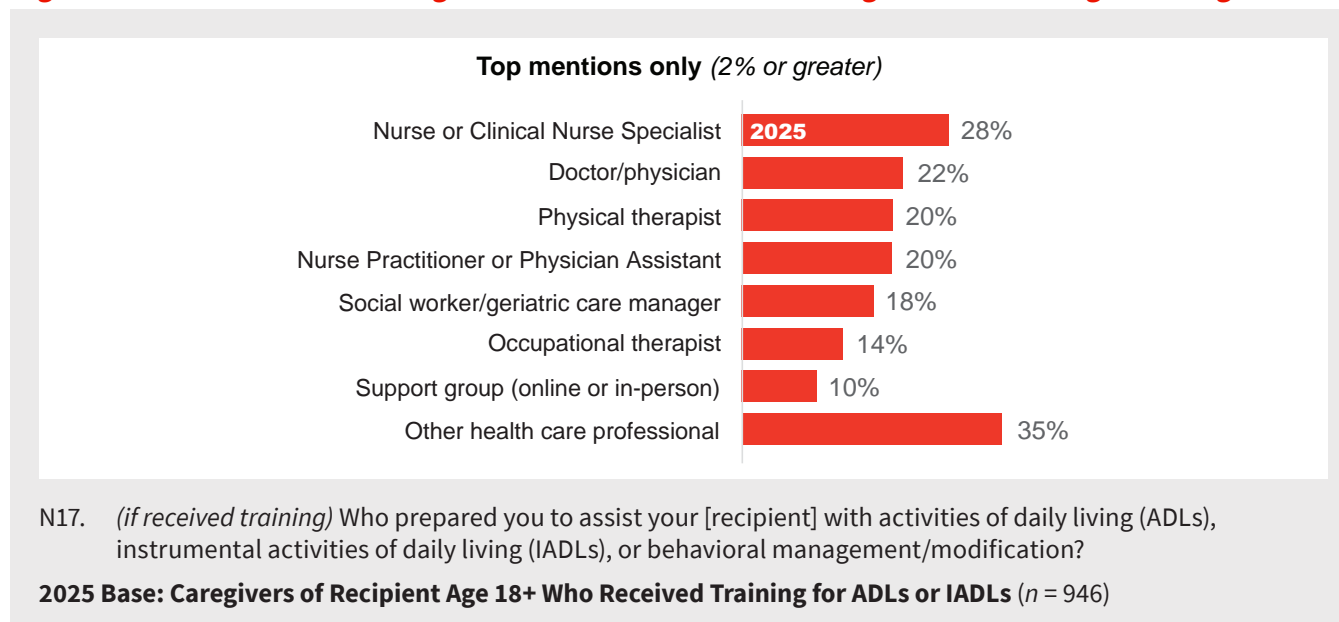 Top mentions only (2% or greater)
Nurse or Clinical Nurse Specialist 2025 28%
Doctor/physician 22%
Physical therapist 20%
Nurse Practitioner or Physician Assistant 20%
Social worker/geriatric care manager 18%
Occupational therapist 14%
Support group (online or in-person) 10%
Other health care professional 35%
N17. (if received training) Who prepared you to assist your [recipient] with activities of daily living (ADLs),
instrumental activities of daily living (IADLs), or behavioral management/modification?
2025 Base: Caregivers of Recipient Age 18+ Who Received Training for ADLs or IADLs (n = 946)